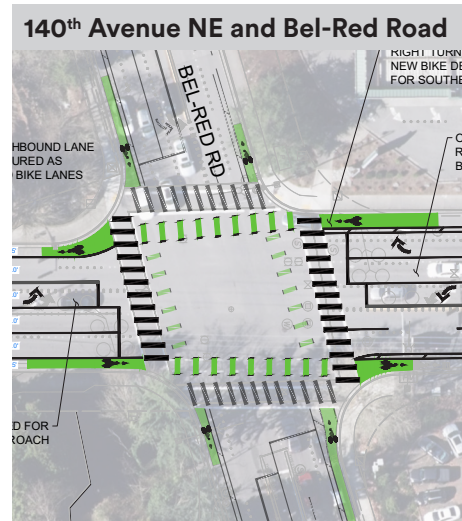 140th Avenue NE and Bel-Red Road
RIGHT TURN
NEW BIKE DE
FOR SOUTHE
BEL-RED RD
HBOUND LANE
URED AS
BIKE LANES
C
R
B
ED FOR
ROACH